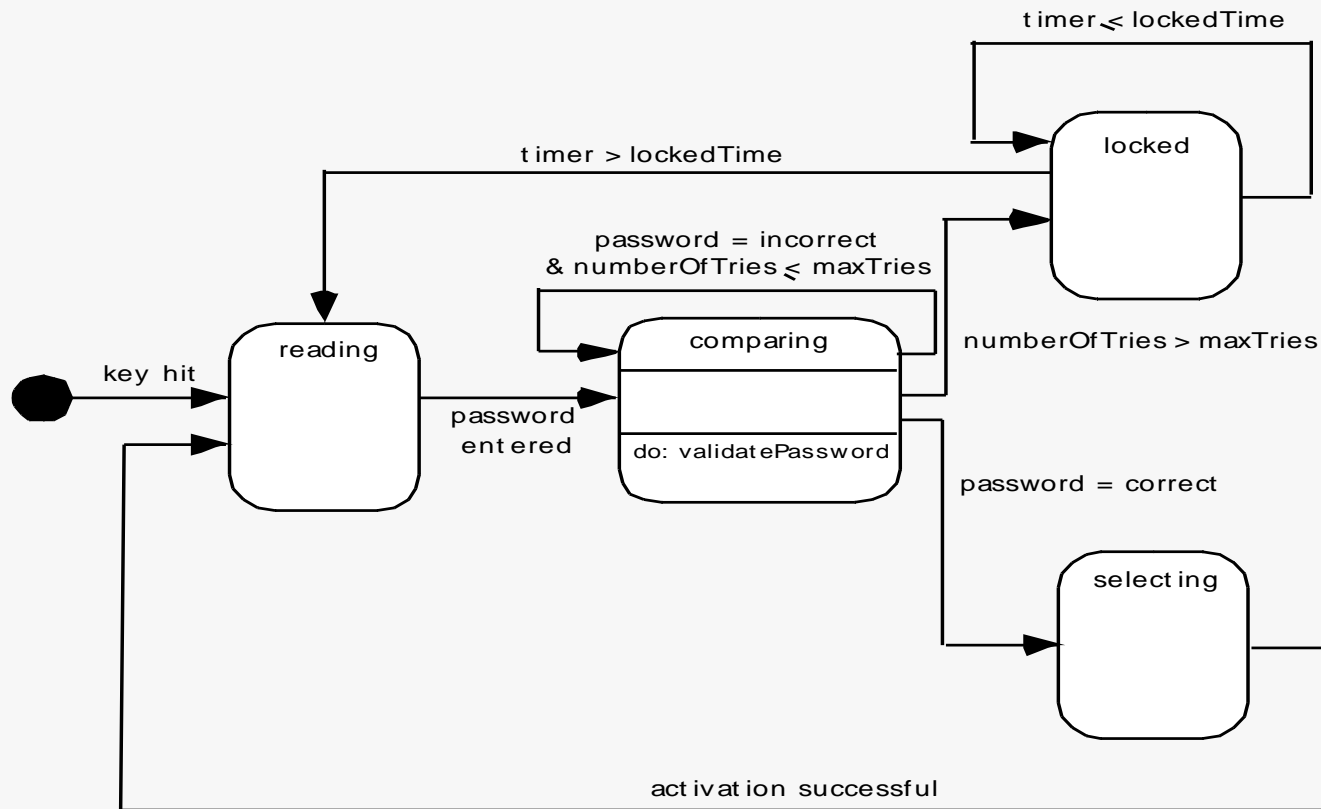 timer ≤ lockedTime
locked
timer > lockedTime
password = incorrect
& numberOfTries ≤ maxTries
numberOfTries > maxTries
reading
comparing
key hit
password
entered
do: validatePassword
password = correct
selecting
activation successful